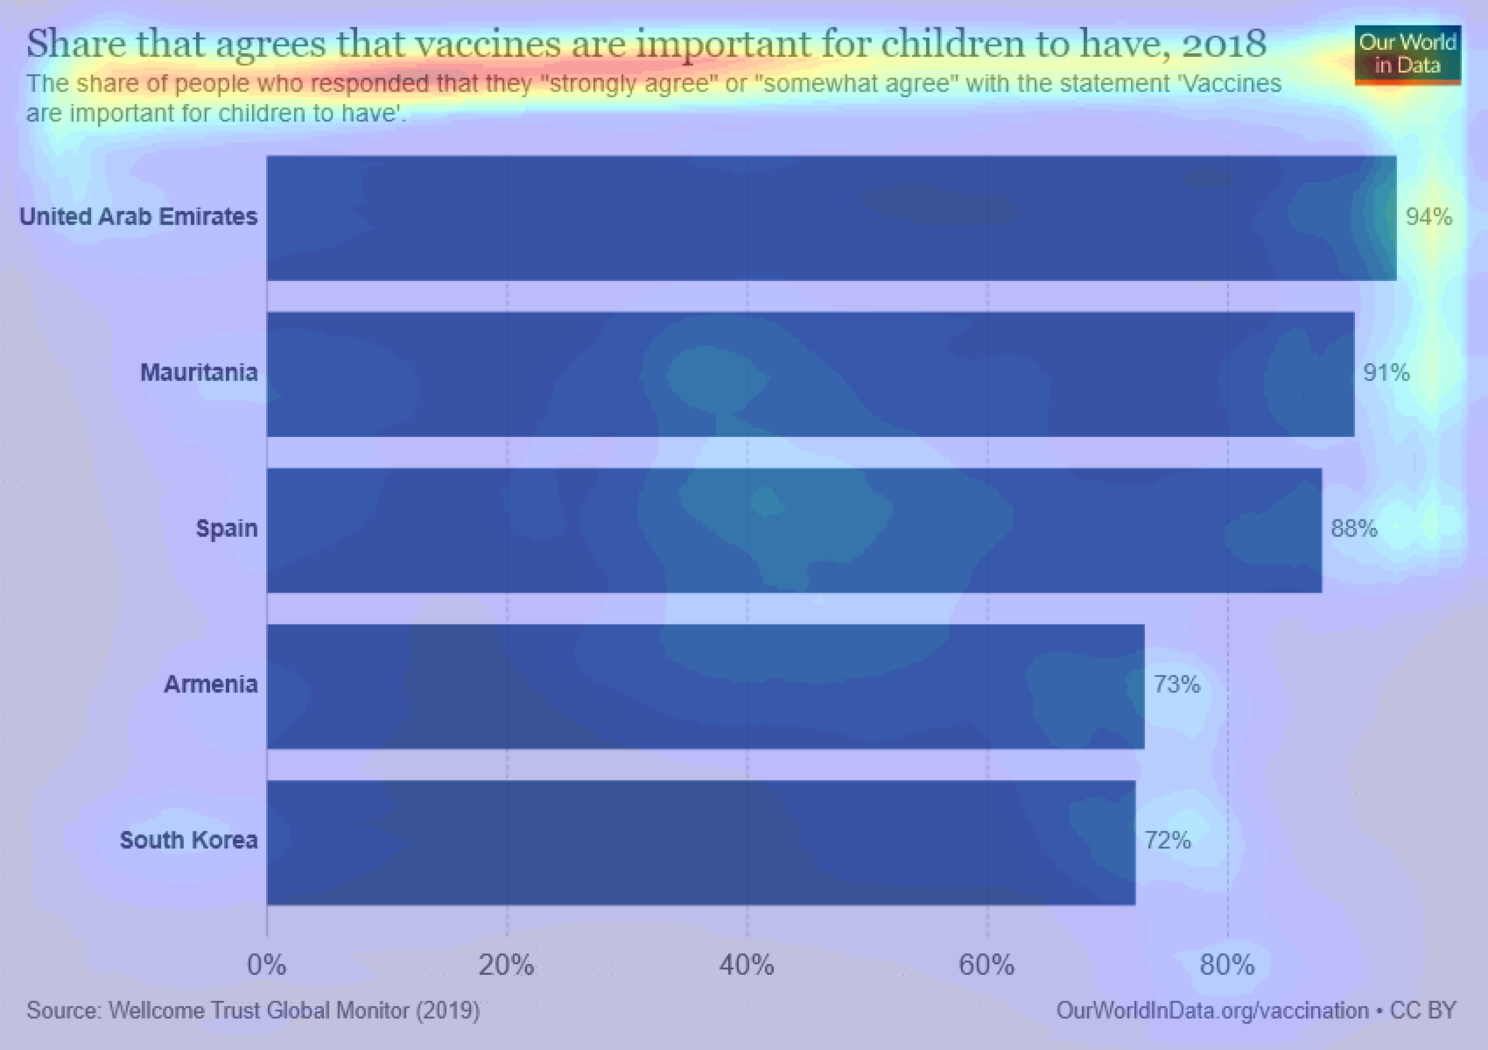 Share that agrees that vaccines are important for children to have, 2018
Our World
in Data
The share of people who responded that they "strongly agree" or "somewhat agree" with the statement 'Vaccines
are important for children to have'.
United Arab Emirates 94%
Mauritania 91%
Spain 88%
Armenia 73%
South Korea 72%
0% 20% 40% 60% 80%
Source: Wellcome Trust Global Monitor (2019)
OurWorldInData.org/vaccination • CC BY